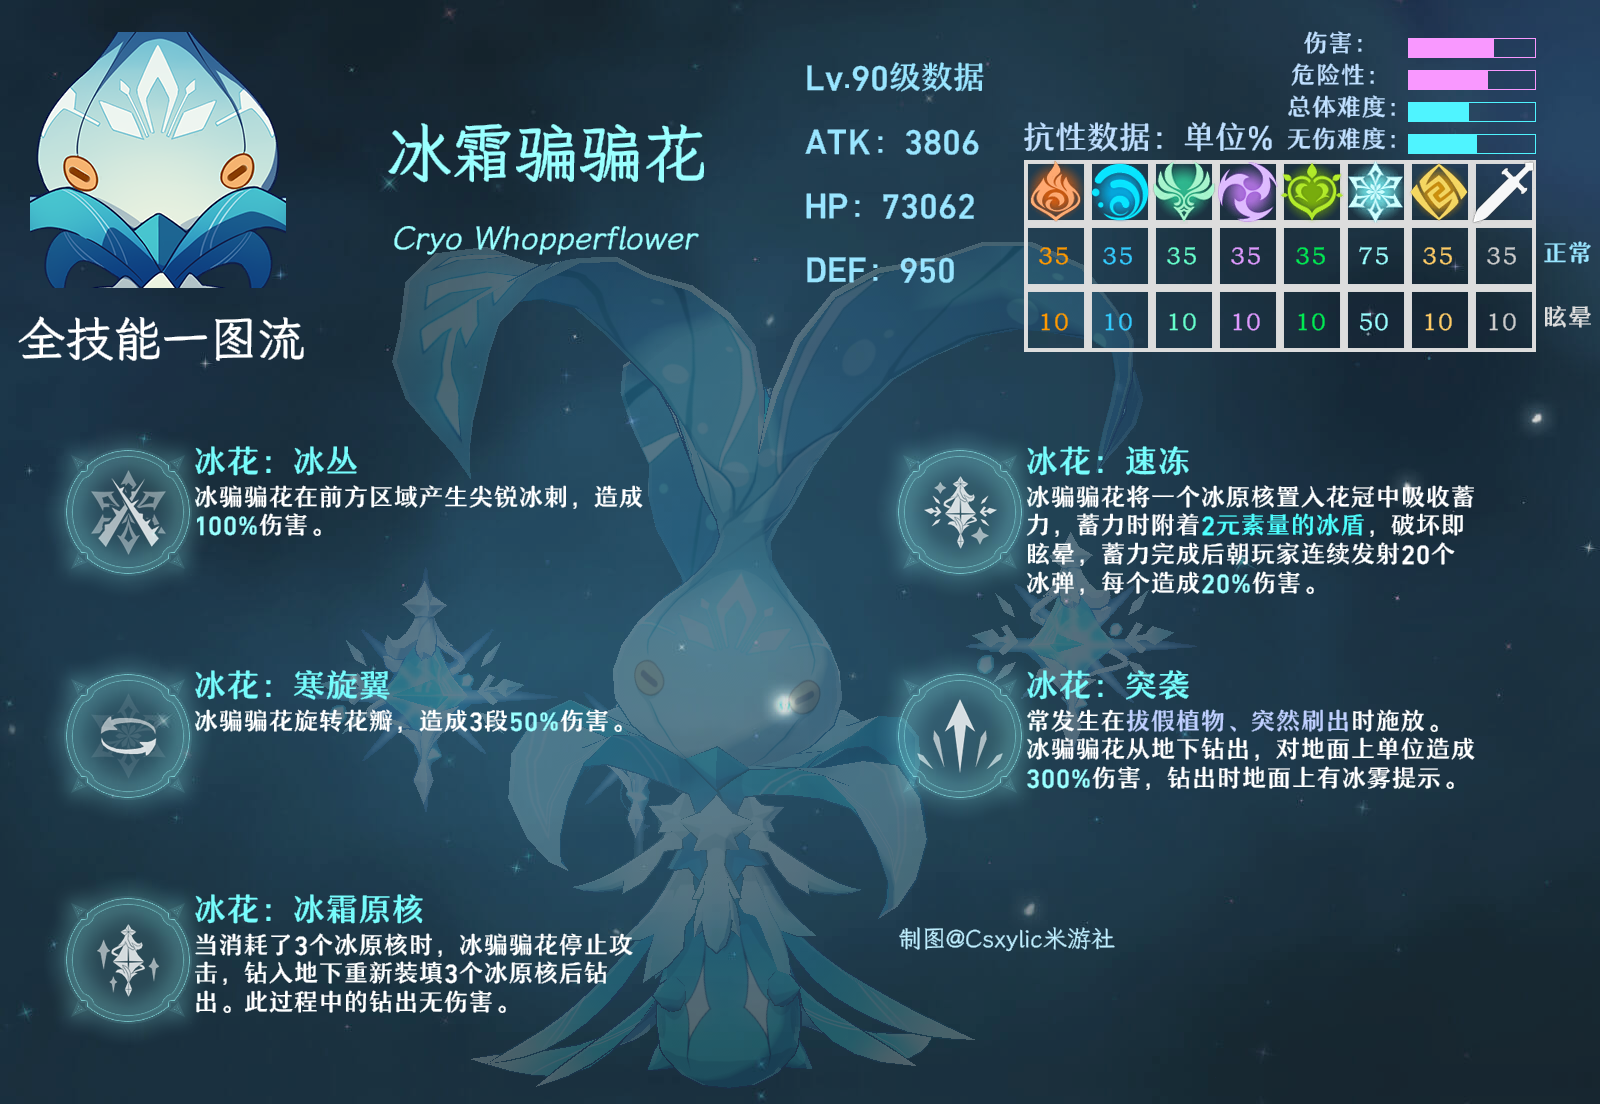 冰霜骗骗花
Cryo Whopperflower
全技能一图流
Lv.90级数据
ATK：3806
HP：73062
DEF：950
伤害：
危险性：
总体难度：
无伤难度：
抗性数据：单位%
35 35 35 35 35 75 35 35 正常
10 10 10 10 10 50 10 10 眩晕
冰花：冰丛
冰骗骗花在前方区域产生尖锐冰刺，造成
100%伤害。
冰花：寒旋翼
冰骗骗花旋转花瓣，造成3段50%伤害。
冰花：冰霜原核
当消耗了3个冰原核时，冰骗骗花停止攻
击，钻入地下重新装填3个冰原核后钻
出。此过程中的钻出无伤害。
冰花：速冻
冰骗骗花将一个冰原核置入花冠中吸收蓄
力，蓄力时附着2元素量的冰盾，破坏即
眩晕，蓄力完成后朝玩家连续发射20个
冰弹，每个造成20%伤害。
冰花：突袭
常发生在拔假植物、突然刷出时施放。
冰骗骗花从地下钻出，对地面上单位造成
300%伤害，钻出时地面上有冰雾提示。
制图@Csxylic米游社